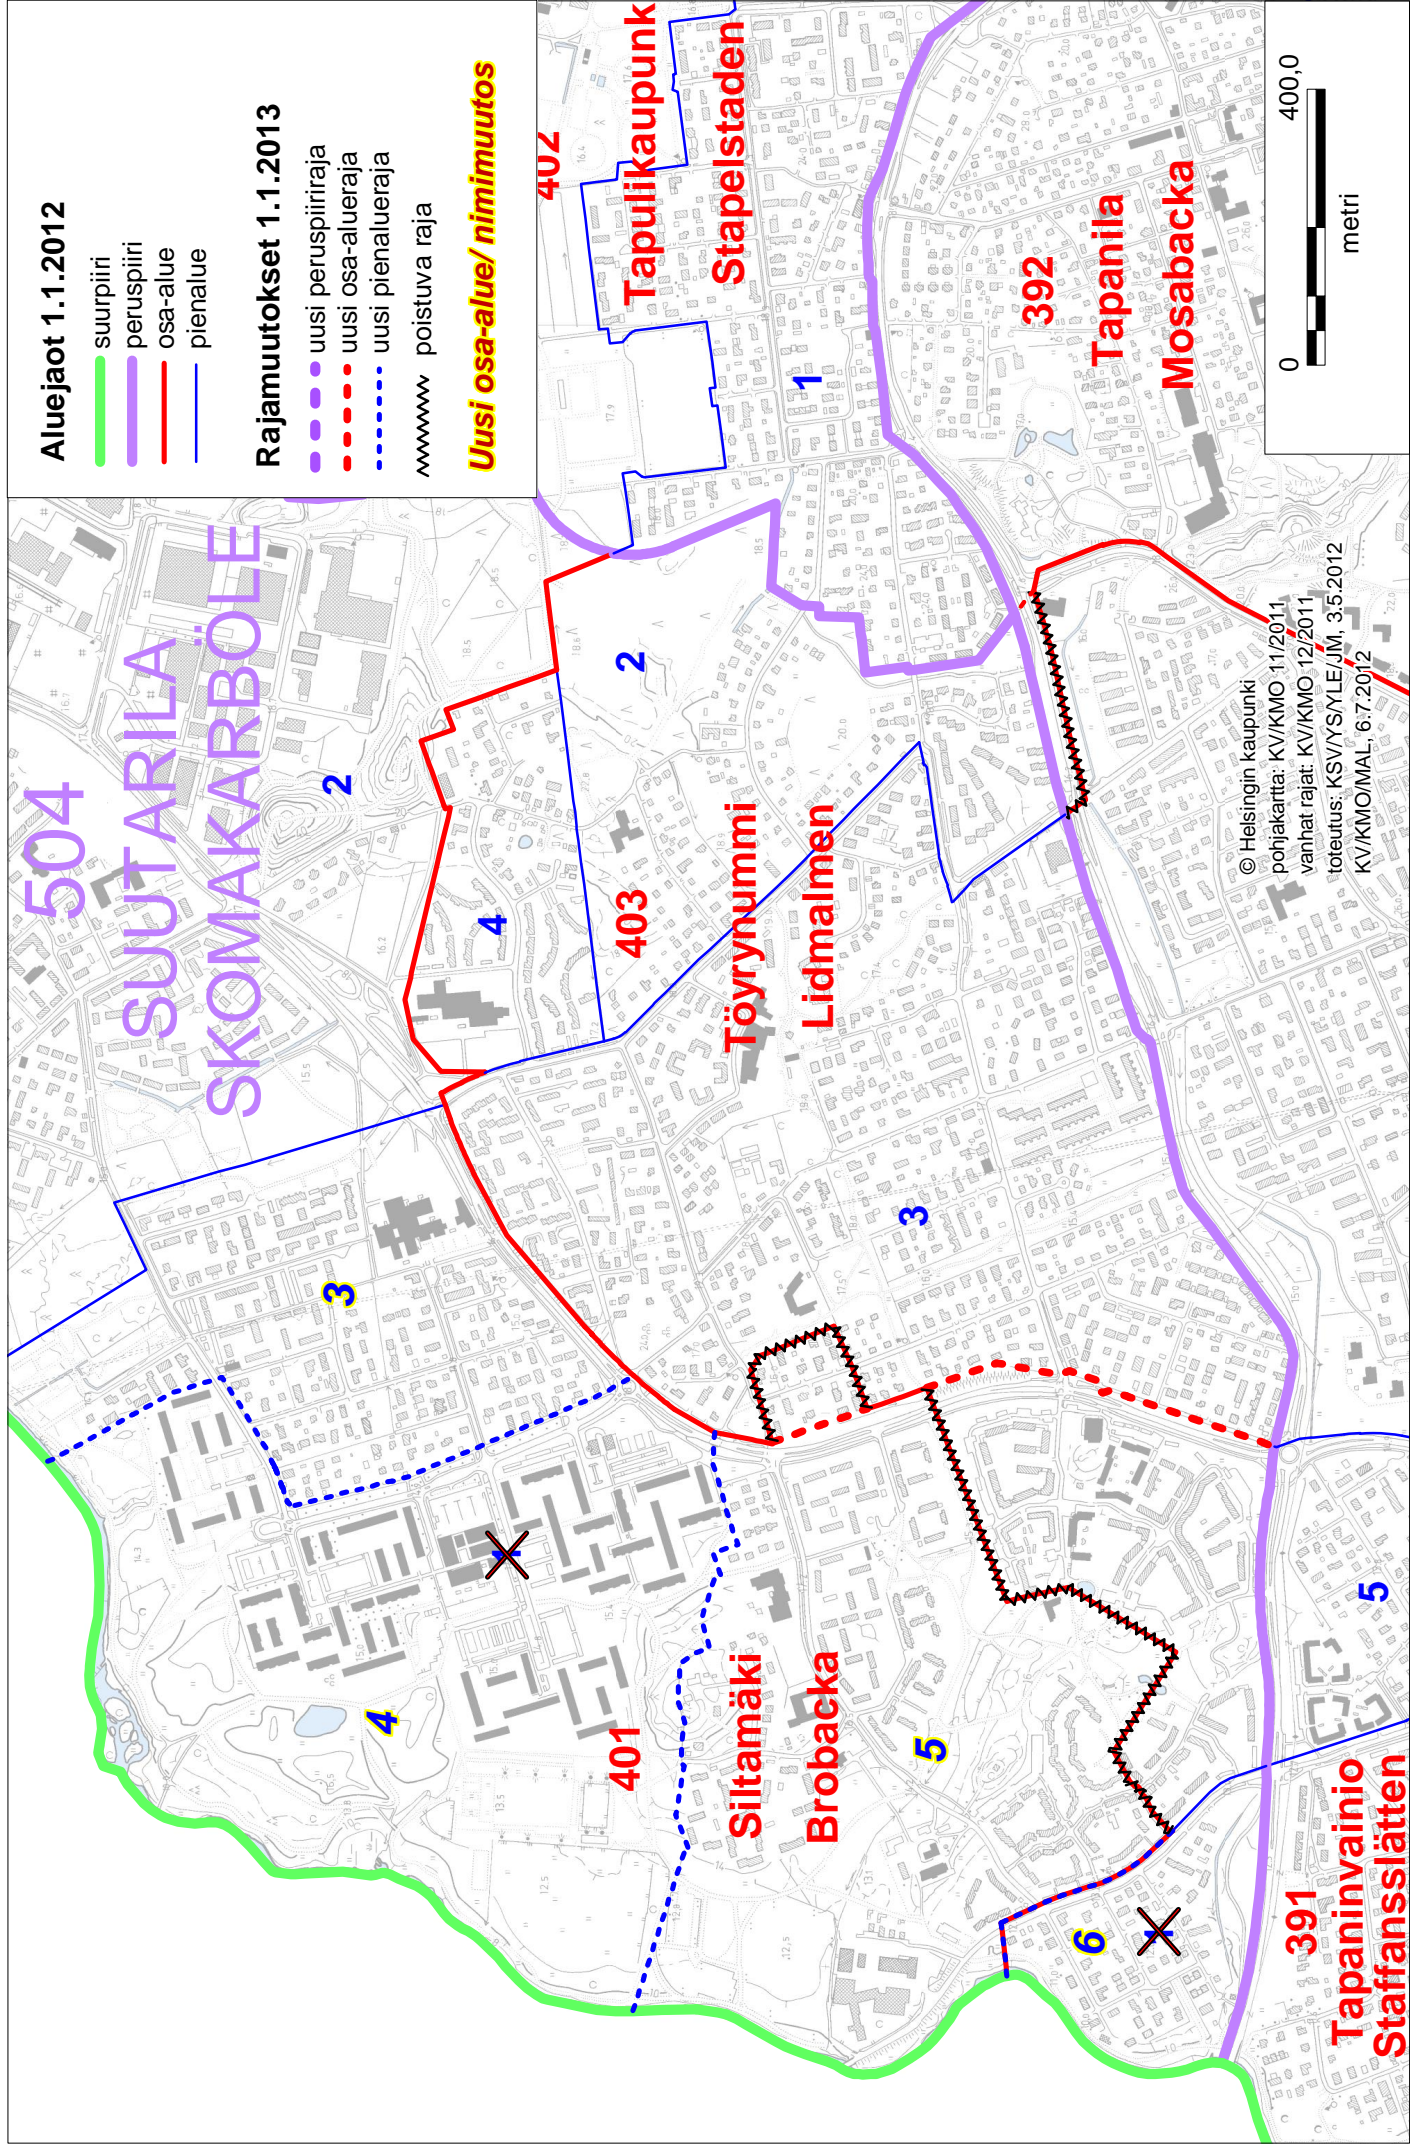 Aluejaot 1.1.2012
suurpiiri
peruspiiri
osa-alue
pienalue
Rajamuutokset 1.1.2013
uusi peruspiiriraja
uusi osa-alueraja
uusi pienalueraja
poistuva raja
Uusi osa-alue/ nimimuutos
504
SUUTARILA
SKOMAKARBÖLE
402
Tapulikaupunk
Stapelstaden
1
392
Tapanila
Mosabacka
2
2
4
403
Töyrynummi
Lidmalmen
3
3
4
401
Siltamäki
Brobacka
5
6
5
391
Tapaninvainio
Staffansslätten
© Helsingin kaupunki
pohjakartta: KV/KMO 11/2011
vanhat rajat: KV/KMO 12/2011
toteutus: KSV/YS/YLE/JM, 3.5.2012
KV/KMO/MAL, 6.7.2012
0
400,0
metri